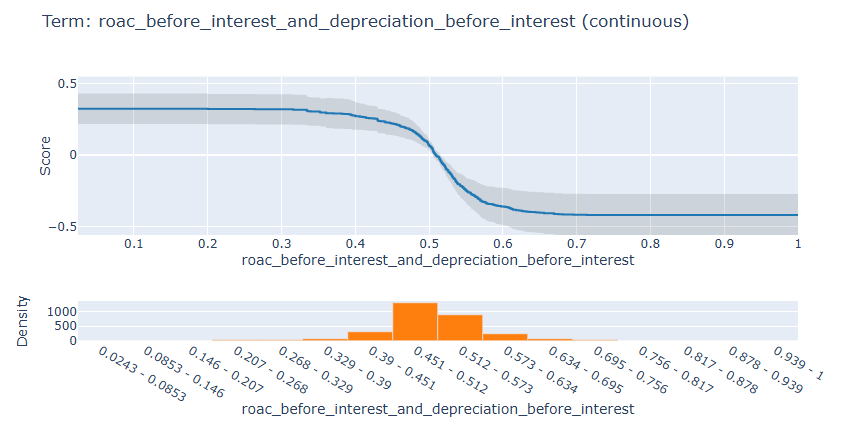 Term: roac_before_interest_and_depreciation_before_interest (continuous)
0.5
0
−0.5
Score
0.1 0.2 0.3 0.4 0.5 0.6 0.7 0.8 0.9 1
roac_before_interest_and_depreciation_before_interest
1000
500
0
Density
0.0243 - 0.0853
0.0853 - 0.146
0.146 - 0.207
0.207 - 0.268
0.268 - 0.329
0.329 - 0.39
0.39 - 0.451
0.451 - 0.512
0.512 - 0.573
0.573 - 0.634
0.634 - 0.695
0.695 - 0.756
0.756 - 0.817
0.817 - 0.878
0.878 - 0.939
0.939 - 1
roac_before_interest_and_depreciation_before_interest